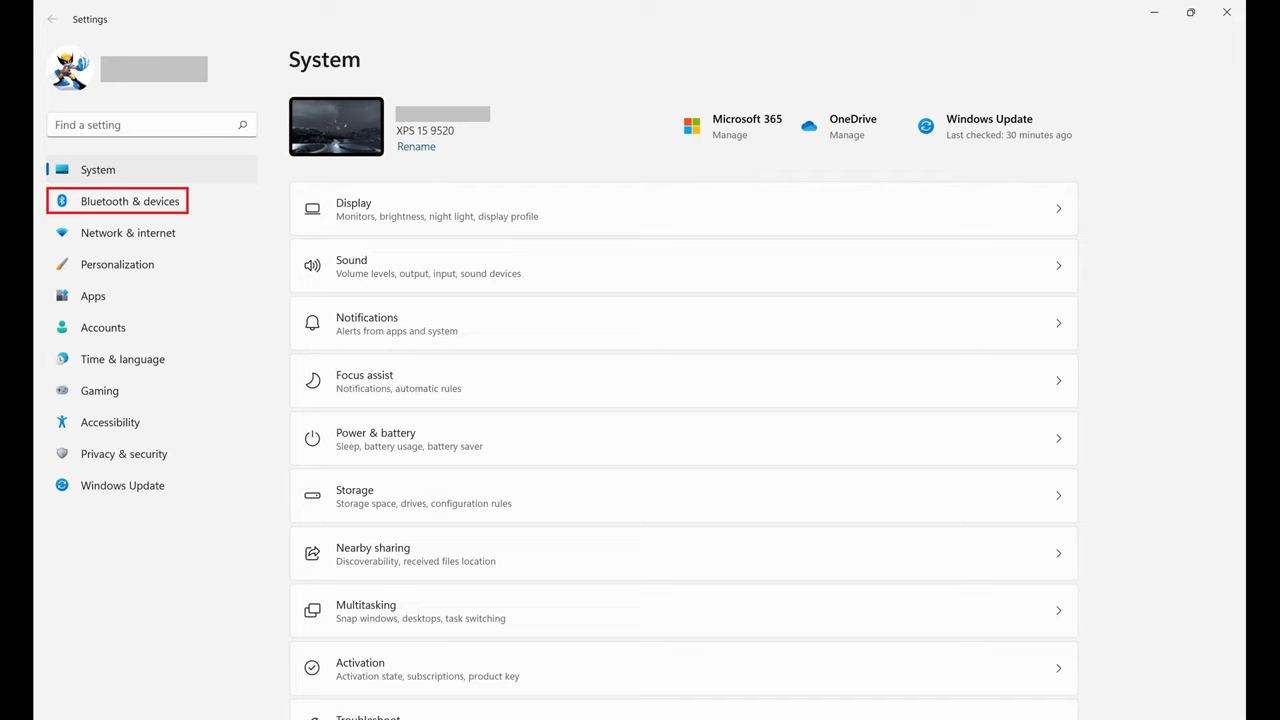 Settings
Find a setting
System
Bluetooth & devices
Network & internet
Personalization
Apps
Accounts
Time & language
Gaming
Accessibility
Privacy & security
Windows Update
System
XPS 15 9520
Rename
Microsoft 365
Manage
OneDrive
Manage
Windows Update
Last checked: 30 minutes ago
Display
Monitors, brightness, night light, display profile
Sound
Volume levels, output, input, sound devices
Notifications
Alerts from apps and system
Focus assist
Notifications, automatic rules
Power & battery
Sleep, battery usage, battery saver
Storage
Storage space, drives, configuration rules
Nearby sharing
Discoverability, received files location
Multitasking
Snap windows, desktops, task switching
Activation
Activation state, subscriptions, product key
Troubleshoot